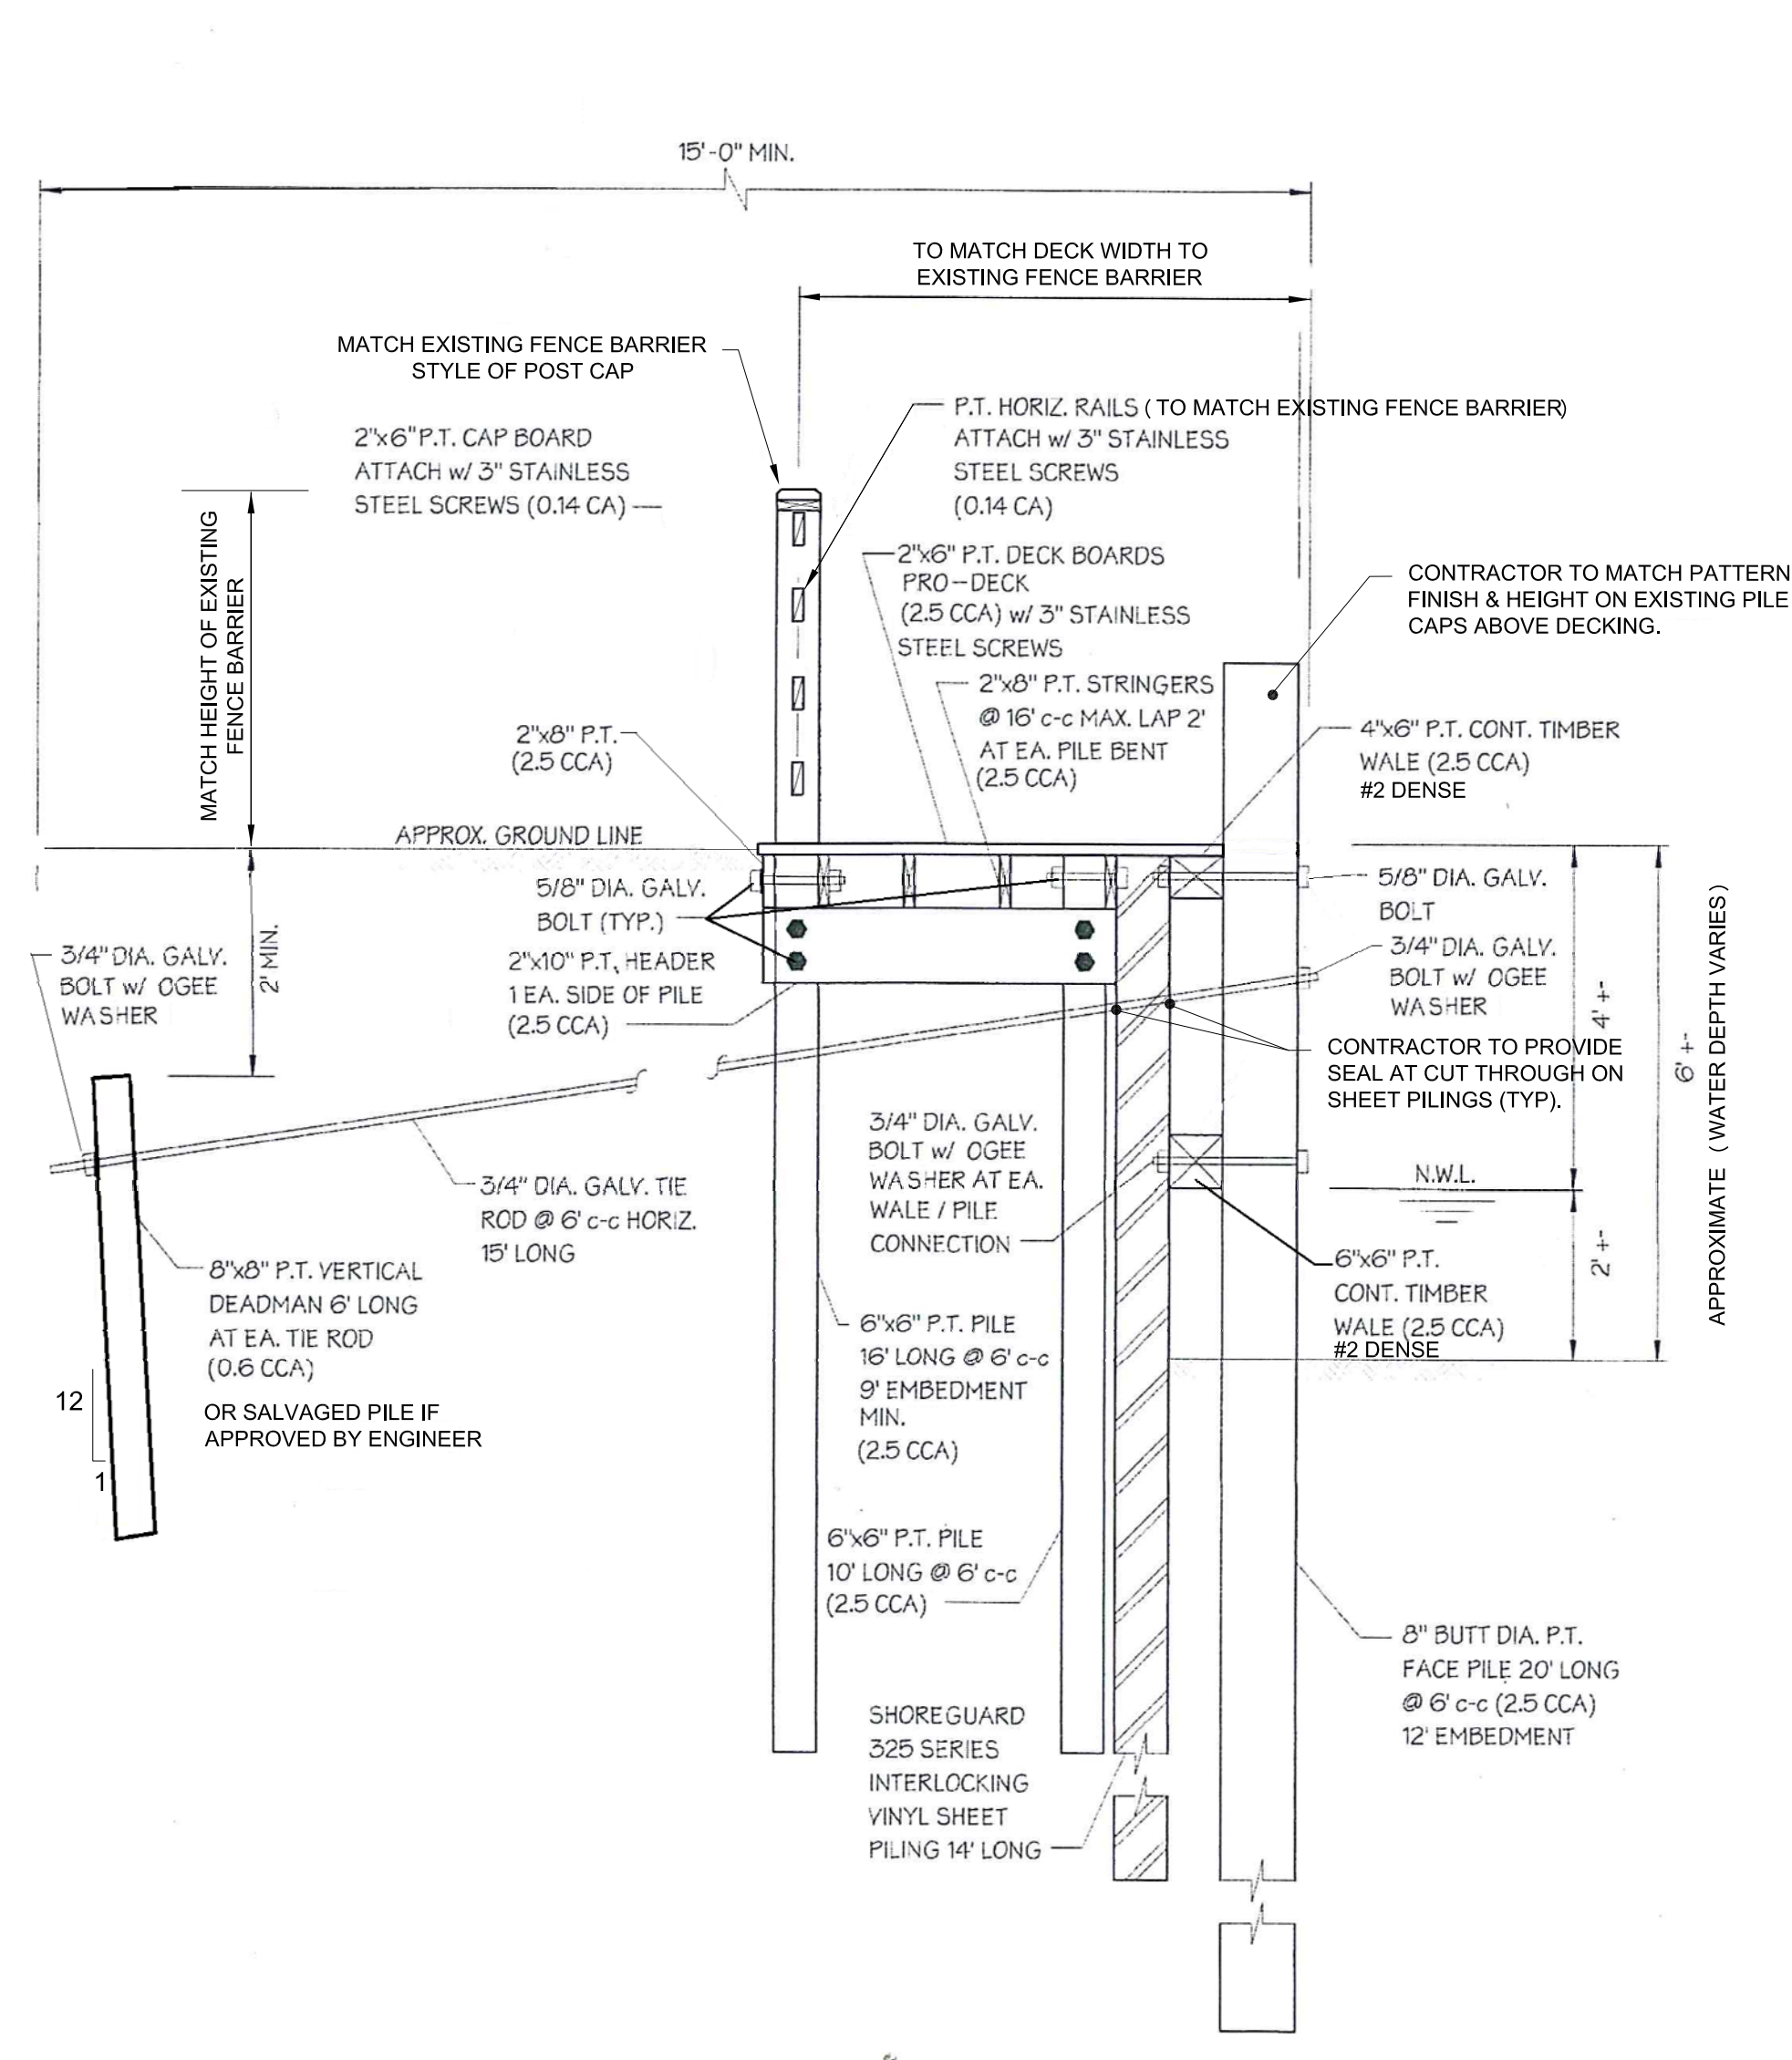 15'-0" MIN.
TO MATCH DECK WIDTH TO
EXISTING FENCE BARRIER
MATCH EXISTING FENCE BARRIER
STYLE OF POST CAP
P.T. HORIZ. RAILS ( TO MATCH EXISTING FENCE BARRIER)
ATTACH w/ 3" STAINLESS
STEEL SCREWS
(0.14 CA)
2"x6" P.T. CAP BOARD
ATTACH w/ 3" STAINLESS
STEEL SCREWS (0.14 CA)
MATCH HEIGHT OF EXISTING
FENCE BARRIER
2"x6" P.T. DECK BOARDS
PRO-DECK
(2.5 CCA) w/ 3" STAINLESS
STEEL SCREWS
CONTRACTOR TO MATCH PATTERN
FINISH & HEIGHT ON EXISTING PILE
CAPS ABOVE DECKING.
2"x8" P.T. STRINGERS
@ 16' c-c MAX. LAP 2'
AT EA. PILE BENT
(2.5 CCA)
2"x8" P.T.
(2.5 CCA)
4"x6" P.T. CONT. TIMBER
WALE (2.5 CCA)
#2 DENSE
APPROX. GROUND LINE
5/8" DIA. GALV.
BOLT (TYP.)
5/8" DIA. GALV.
BOLT
3/4" DIA. GALV.
BOLT w/ OGEE
WASHER
2' MIN.
2"x10" P.T. HEADER
1 EA. SIDE OF PILE
(2.5 CCA)
3/4" DIA. GALV.
BOLT w/ OGEE
WASHER
4' +-
6' +-
APPROXIMATE ( WATER DEPTH VARIES)
CONTRACTOR TO PROVIDE
SEAL AT CUT THROUGH ON
SHEET PILINGS (TYP).
3/4" DIA. GALV.
BOLT w/ OGEE
WASHER AT EA.
WALE / PILE
CONNECTION
N.W.L.
2' +-
3/4" DIA. GALV. TIE
ROD @ 6' c-c HORIZ.
15' LONG
8"x8" P.T. VERTICAL
DEADMAN 6' LONG
AT EA. TIE ROD
(0.6 CCA)
OR SALVAGED PILE IF
APPROVED BY ENGINEER
12
1
6"x6" P.T.
CONT. TIMBER
WALE (2.5 CCA)
#2 DENSE
6"x6" P.T. PILE
16' LONG @ 6' c-c
9' EMBEDMENT
MIN.
(2.5 CCA)
6"x6" P.T. PILE
10' LONG @ 6' c-c
(2.5 CCA)
8" BUTT DIA. P.T.
FACE PILE 20' LONG
@ 6' c-c (2.5 CCA)
12' EMBEDMENT
SHOREGUARD
325 SERIES
INTERLOCKING
VINYL SHEET
PILING 14' LONG